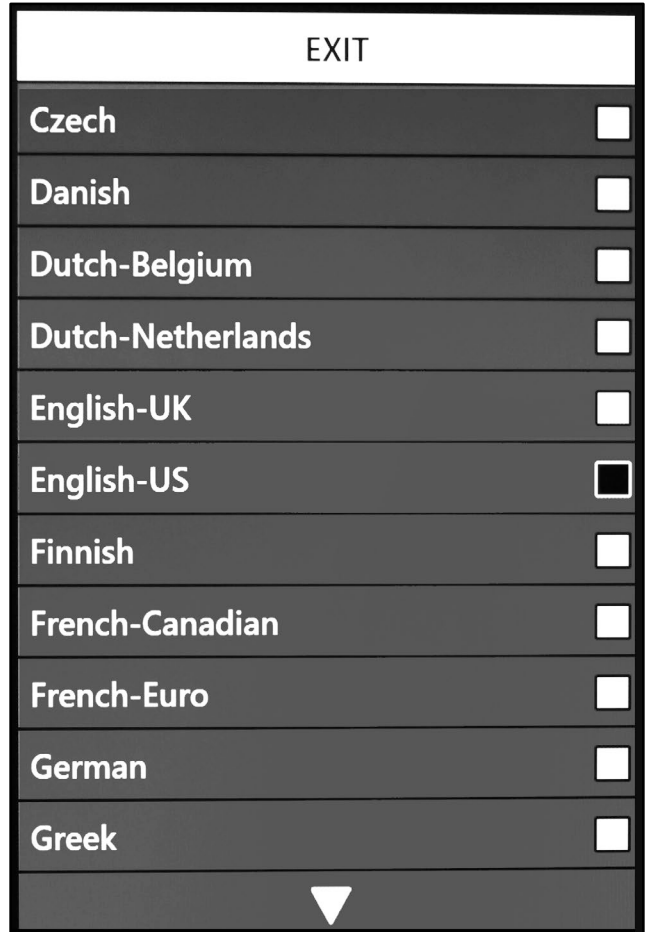 EXIT
Czech
Danish
Dutch-Belgium
Dutch-Netherlands
English-UK
English-US
Finnish
French-Canadian
French-Euro
German
Greek